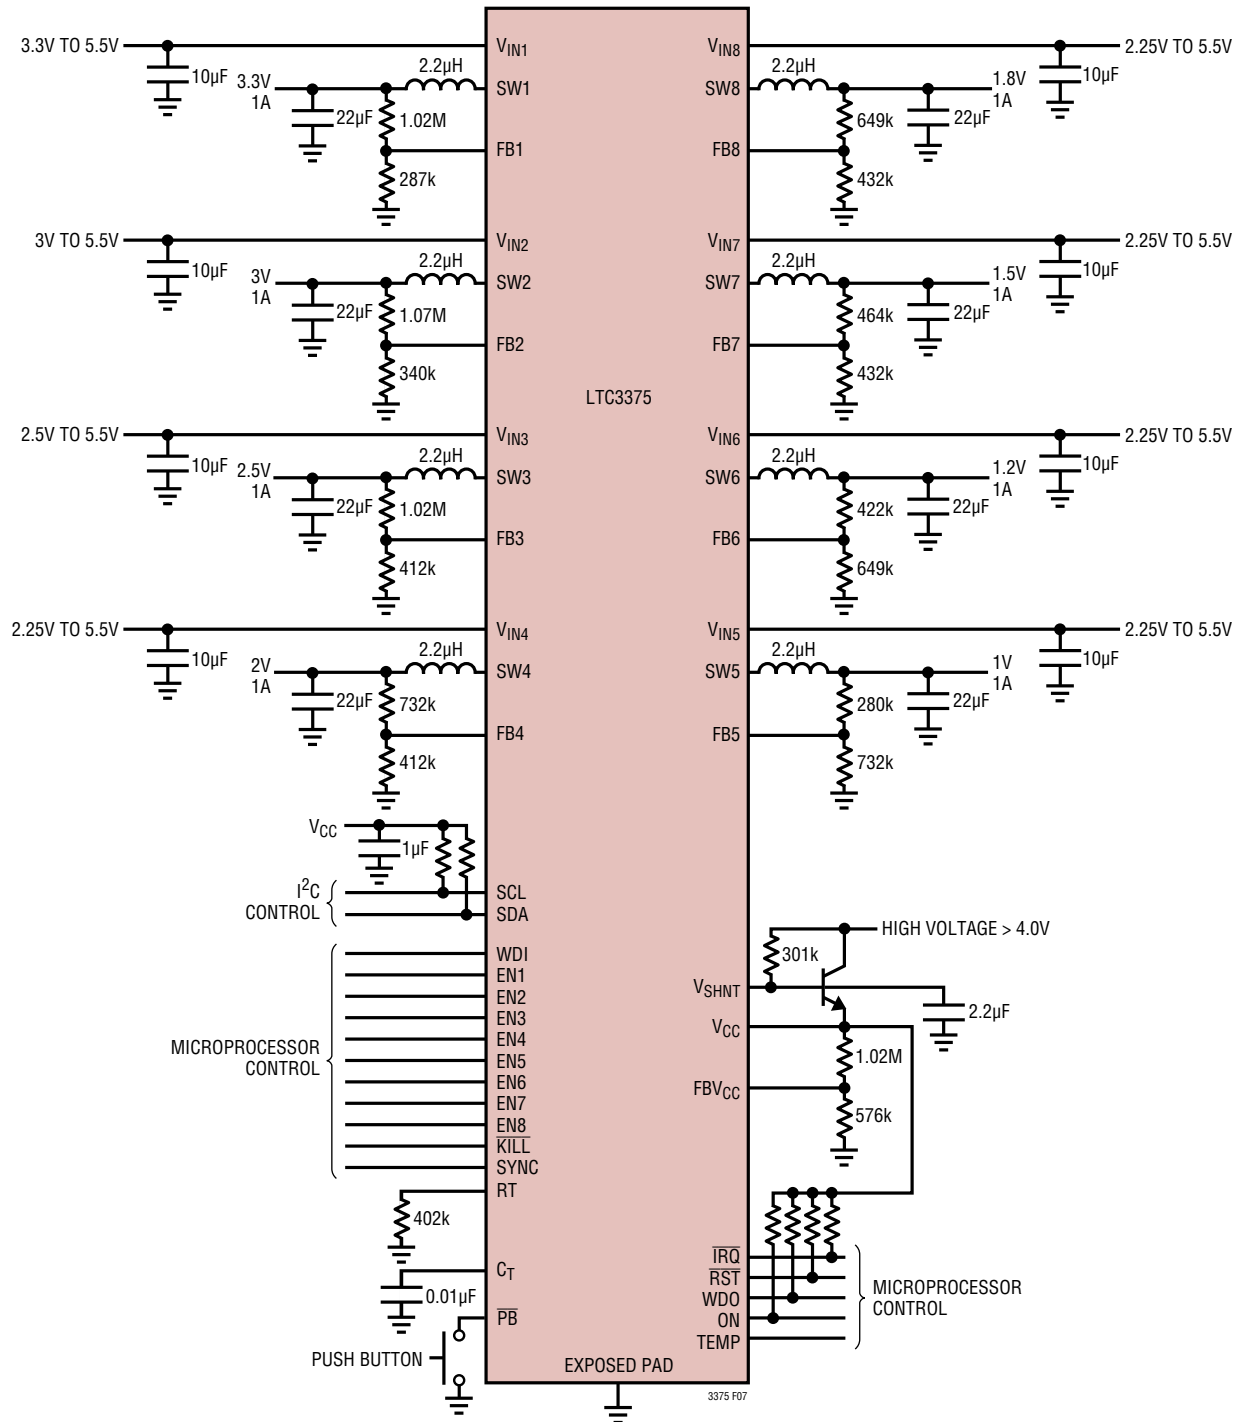 3.3V TO 5.5V
10µF
3.3V
1A
22µF
2.2µH
1.02M
287k
VIN1
SW1
FB1
3V TO 5.5V
10µF
3V
1A
22µF
2.2µH
1.07M
340k
VIN2
SW2
FB2
2.5V TO 5.5V
10µF
2.5V
1A
22µF
2.2µH
1.02M
412k
VIN3
SW3
FB3
2.25V TO 5.5V
10µF
2V
1A
22µF
2.2µH
732k
412k
VIN4
SW4
FB4
VCC
1µF
I2C
CONTROL
SCL
SDA
MICROPROCESSOR
CONTROL
WDI
EN1
EN2
EN3
EN4
EN5
EN6
EN7
EN8
KILL
SYNC
RT
402k
CT
0.01µF
PB
PUSH BUTTON
LTC3375
EXPOSED PAD
VIN8
SW8
FB8
2.2µH
649k
432k
22µF
1.8V
1A
10µF
2.25V TO 5.5V
VIN7
SW7
FB7
2.2µH
464k
432k
22µF
1.5V
1A
10µF
2.25V TO 5.5V
VIN6
SW6
FB6
2.2µH
422k
649k
22µF
1.2V
1A
10µF
2.25V TO 5.5V
VIN5
SW5
FB5
2.2µH
280k
732k
22µF
1V
1A
10µF
2.25V TO 5.5V
HIGH VOLTAGE > 4.0V
301k
VSHNT
2.2µF
VCC
1.02M
FBVCC
576k
IRQ
RST
WDO
ON
TEMP
MICROPROCESSOR
CONTROL
3375 F07